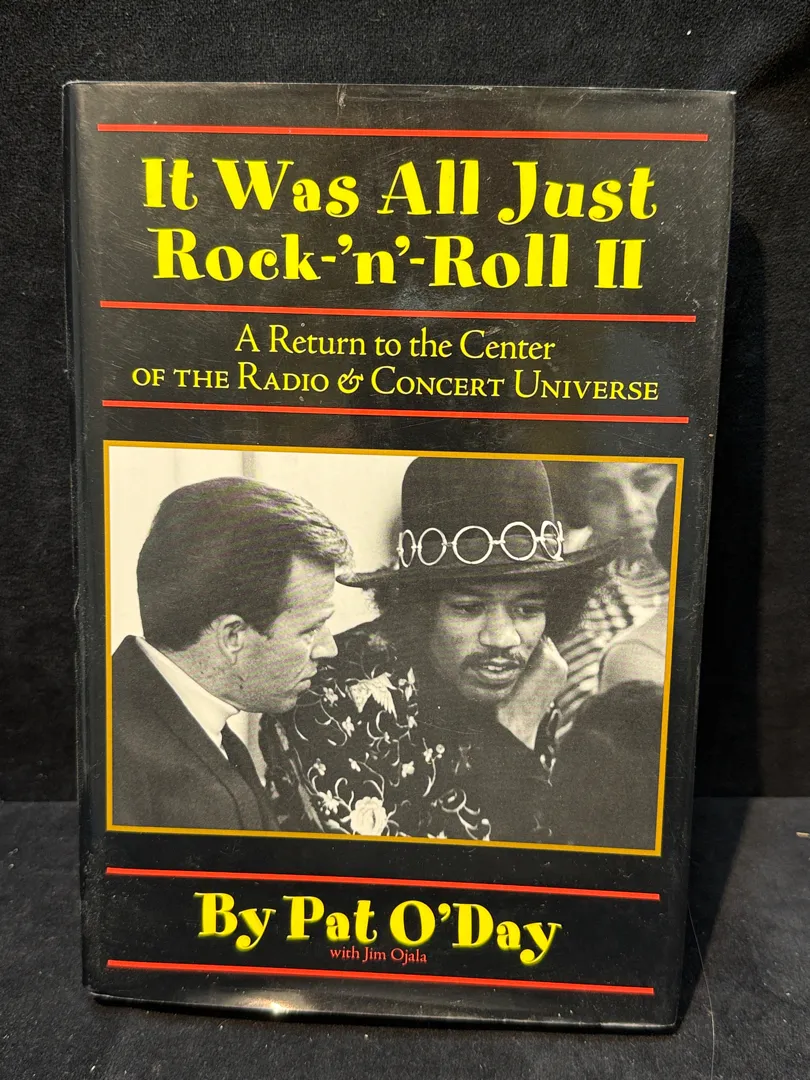 It Was All Just
Rock-'n'-Roll II
A Return to the Center
of the Radio & Concert Universe
By Pat O'Day
with Jim Ojala